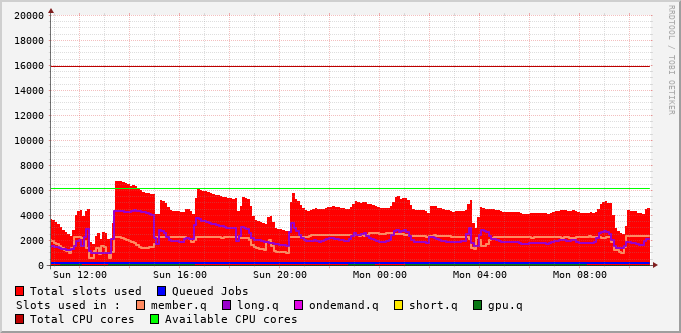 20000
18000
16000
14000
12000
10000
8000
6000
4000
2000
0
Sun 12:00 Sun 16:00 Sun 20:00 Mon 00:00 Mon 04:00 Mon 08:00
RRDTOOL / TOBI OETIKER
Total slots used Queued Jobs
Slots used in : member.q long.q ondemand.q short.q gpu.q
Total CPU cores Available CPU cores